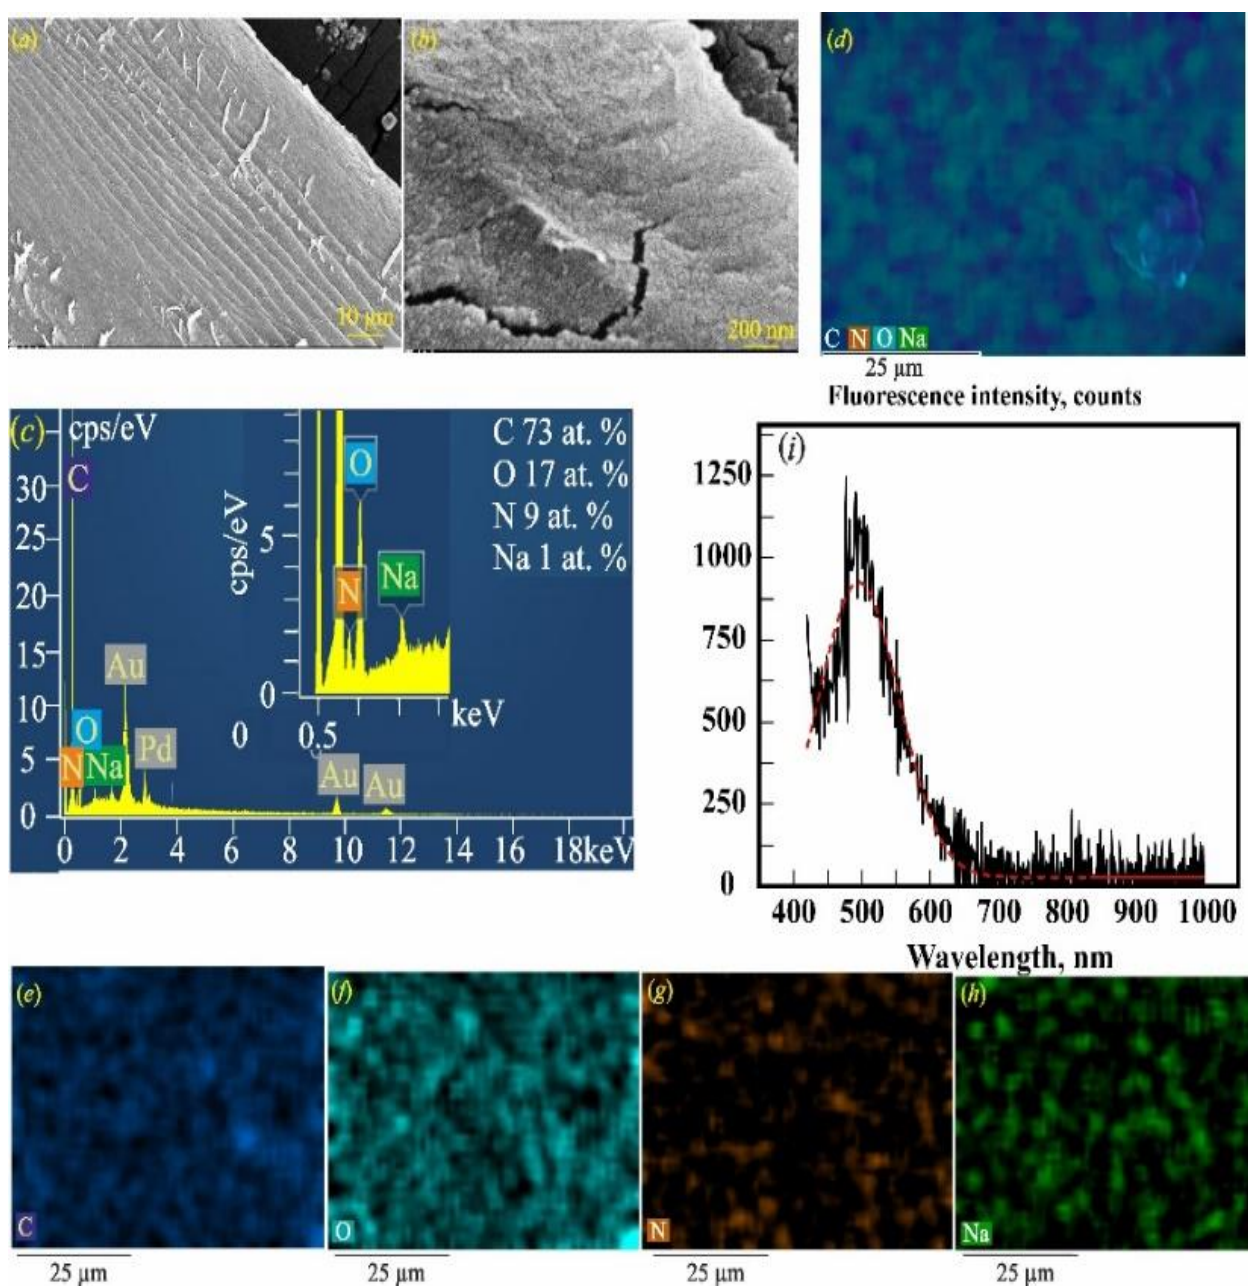 (a)
10 μm
(b)
200 nm
(d)
C N O Na
25 μm
(c)
cps/eV
C
30
25
20
15
10
5
0
O
N Na
Au
Pd
Au
Au
0 2 4 6 8 10 12 14 16 18keV
cps/eV
5
0
0
0.5
keV
O
N
Na
C 73 at. %
O 17 at. %
N 9 at. %
Na 1 at. %
Fluorescence intensity, counts
(i)
1250
1000
750
500
250
0
400 500 600 700 800 900 1000
Wavelength, nm
(e)
C
25 μm
(f)
O
25 μm
(g)
N
25 μm
(h)
Na
25 μm